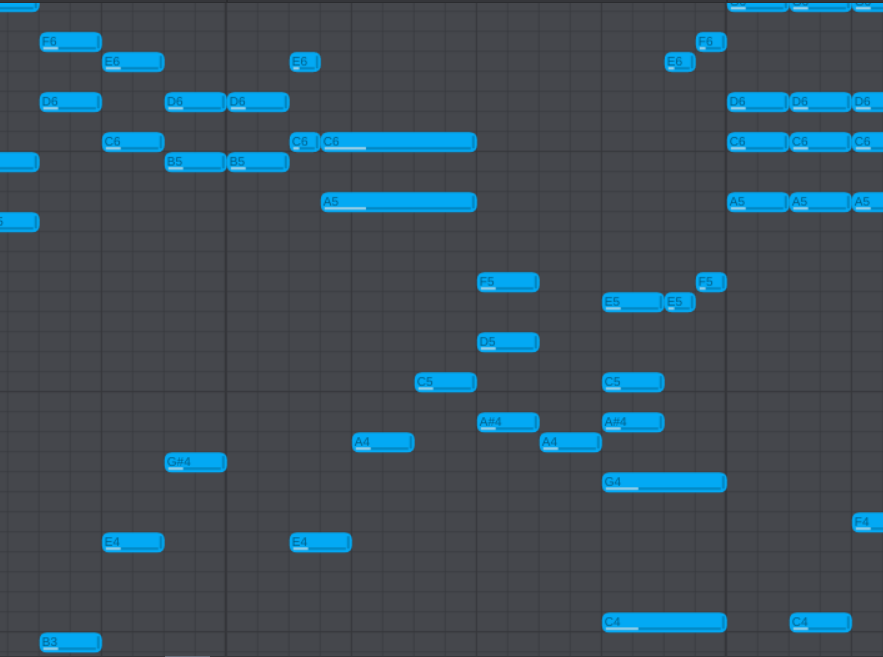 F6 F6
E6 E6 E6
D6 D6 D6 D6 D6 D6
C6 C6 C6 C6 C6 C6
B5 B5
A5 A5 A5 A5
F5 F5
E5 E5
D5
C5 C5
A#4 A#4
A4 A4
G#4
G4
F4
E4 E4
C4 C4
B3